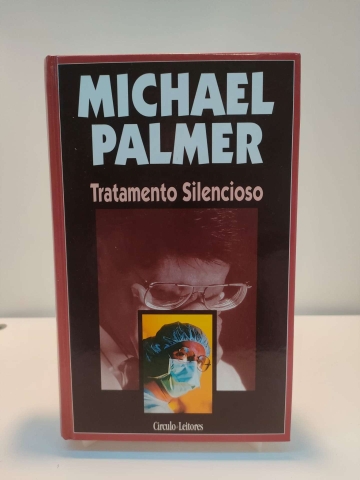 MICHAEL
PALMER
Tratamento Silencioso
Círculo-Leitores